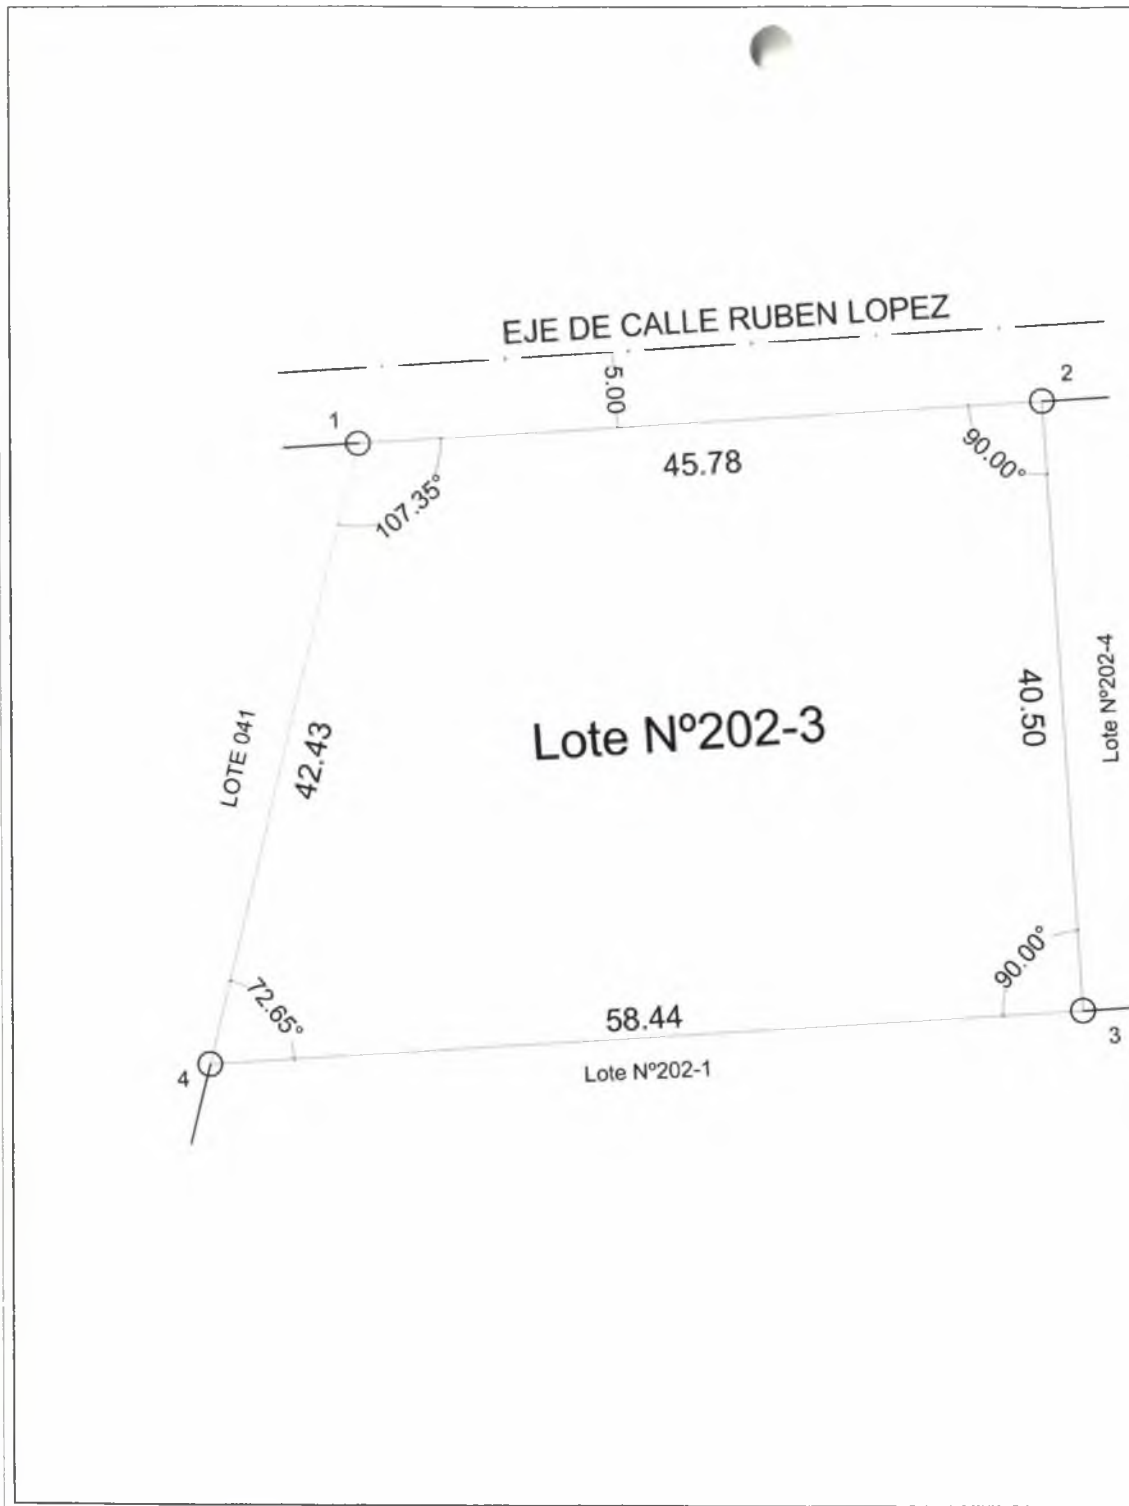 EJE DE CALLE RUBEN LOPEZ
5.00
1
2
45.78
90.00°
107.35°
LOTE 041
42.43
Lote Nº202-3
40.50
Lote Nº202-4
72.65°
90.00°
58.44
4
3
Lote Nº202-1